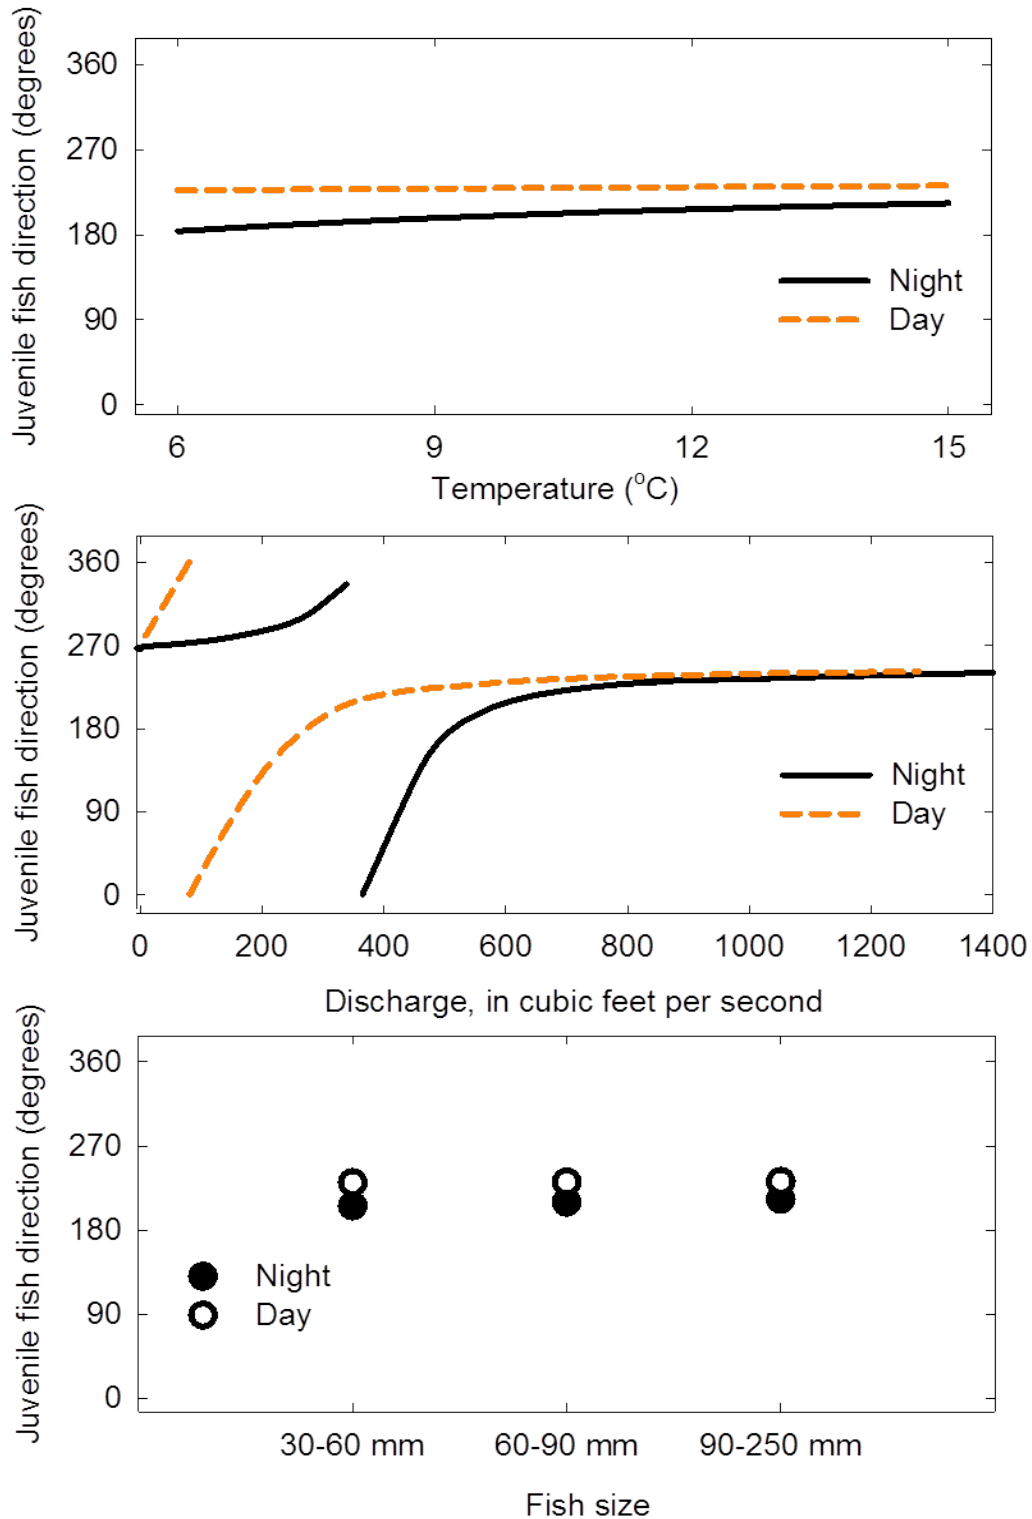 Juvenile fish direction (degrees)
360
270
180
90
0
Night
Day
6 9 12 15
Temperature (°C)
Juvenile fish direction (degrees)
360
270
180
90
0
Night
Day
0 200 400 600 800 1000 1200 1400
Discharge, in cubic feet per second
Juvenile fish direction (degrees)
360
270
180
90
0
Night
Day
30-60 mm 60-90 mm 90-250 mm
Fish size